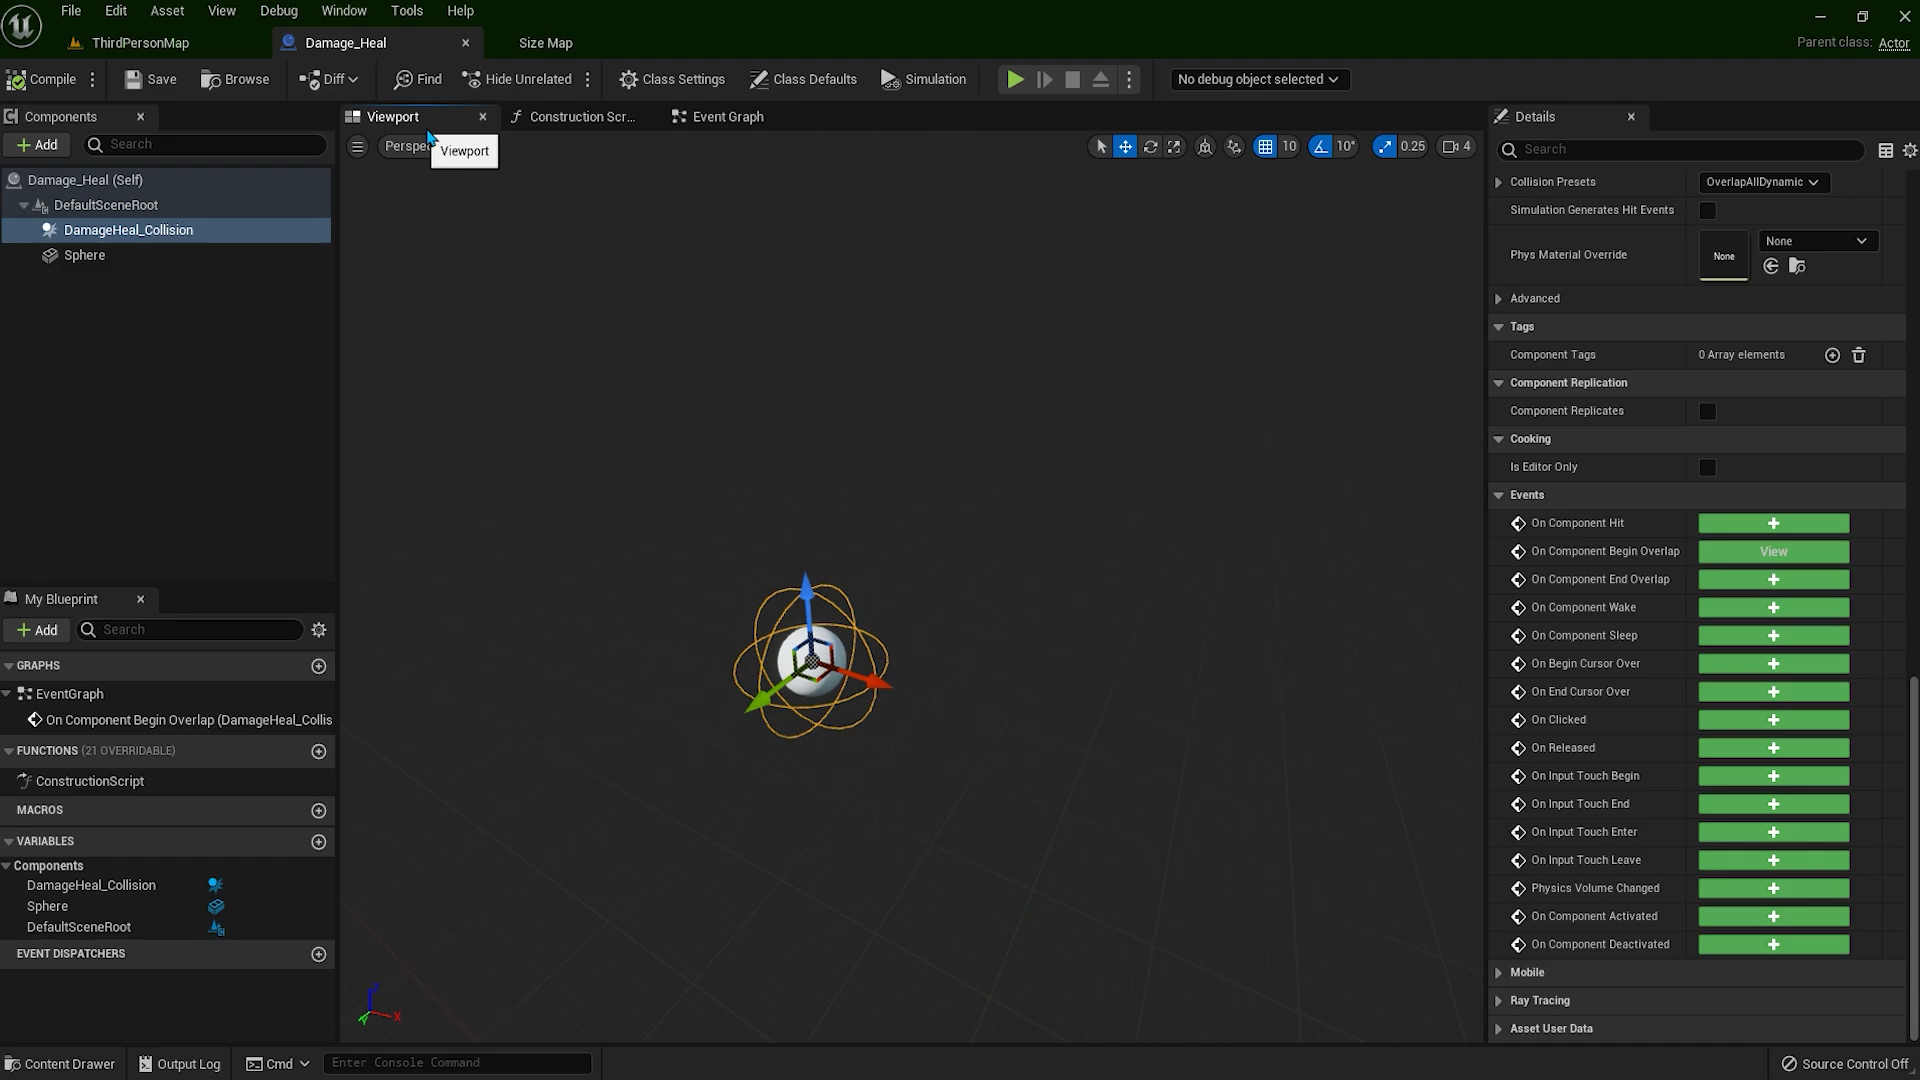 File Edit Asset View Debug Window Tools Help
ThirdPersonMap Damage_Heal Size Map
Parent class: Actor
Compile Save Browse Diff Find Hide Unrelated Class Settings Class Defaults Simulation No debug object selected
Components Viewport Construction Scr... Event Graph Details
Add Search Perspec Viewport 10 10° 0.25 4 Search
Damage_Heal (Self)
DefaultSceneRoot
DamageHeal_Collision
Sphere
Collision Presets OverlapAllDynamic
Simulation Generates Hit Events
Phys Material Override None None
Advanced
Tags
Component Tags 0 Array elements
Component Replication
Component Replicates
Cooking
Is Editor Only
Events
On Component Hit
On Component Begin Overlap View
On Component End Overlap
On Component Wake
On Component Sleep
On Begin Cursor Over
On End Cursor Over
On Clicked
On Released
On Input Touch Begin
On Input Touch End
On Input Touch Enter
On Input Touch Leave
Physics Volume Changed
On Component Activated
On Component Deactivated
Mobile
Ray Tracing
Asset User Data
My Blueprint
Add Search
GRAPHS
EventGraph
On Component Begin Overlap (DamageHeal_Collis
FUNCTIONS (21 OVERRIDABLE)
ConstructionScript
MACROS
VARIABLES
Components
DamageHeal_Collision
Sphere
DefaultSceneRoot
EVENT DISPATCHERS
Z
Y X
Content Drawer Output Log Cmd Enter Console Command Source Control Off